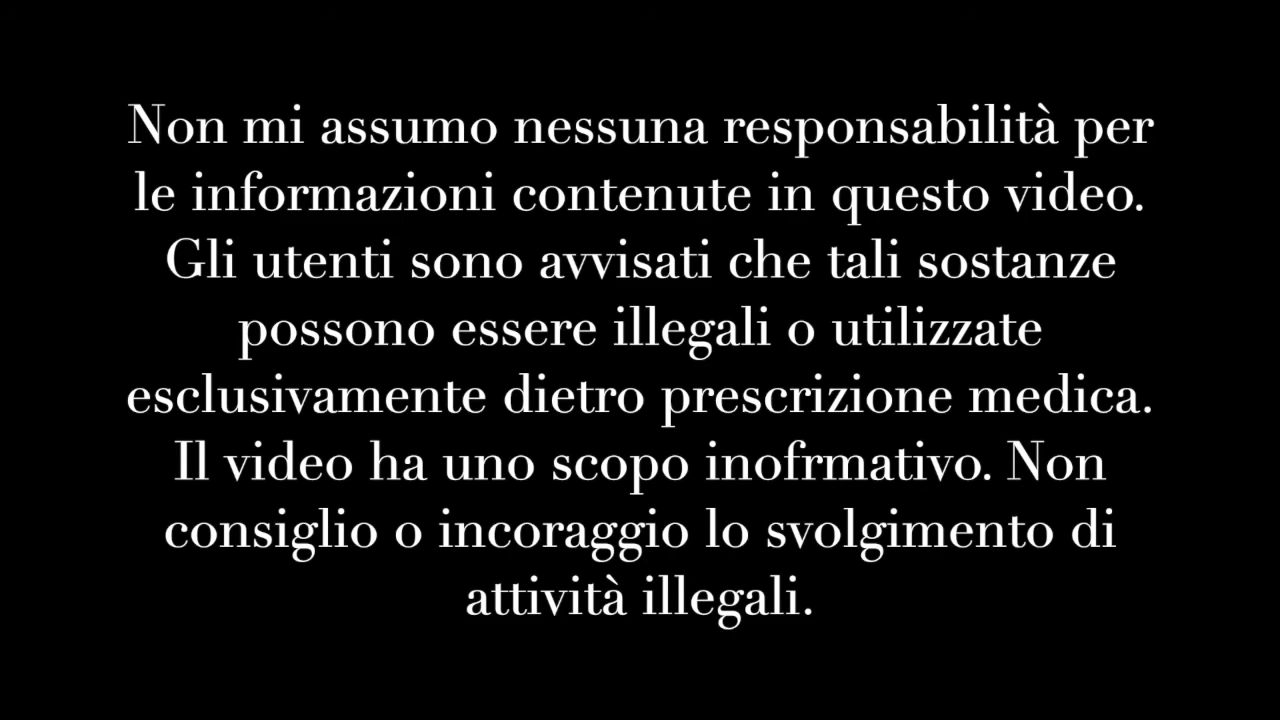 Non mi assumo nessuna responsabilità per
le informazioni contenute in questo video.
Gli utenti sono avvisati che tali sostanze
possono essere illegali o utilizzate
esclusivamente dietro prescrizione medica.
Il video ha uno scopo inofrmativo. Non
consiglio o incoraggio lo svolgimento di
attività illegali.